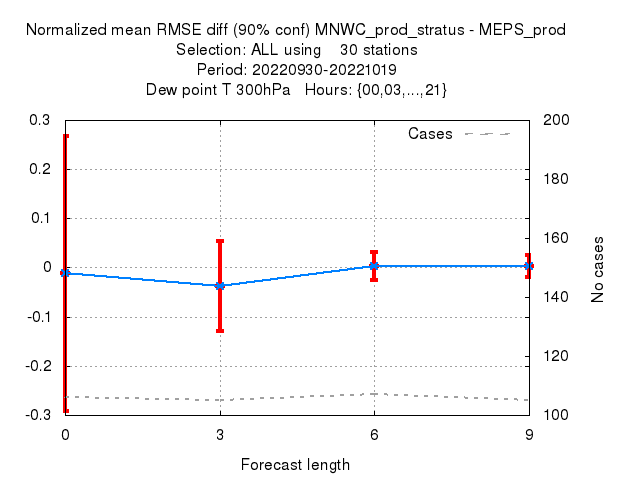 Normalized mean RMSE diff (90% conf) MNWC_prod_stratus - MEPS_prod
Selection: ALL using    30 stations
Period: 20220930-20221019
Dew point T 300hPa   Hours: {00,03,...,21}
Cases
0.3
0.2
0.1
0
-0.1
-0.2
-0.3
200
180
160
140
120
100
No cases
0
3
6
9
Forecast length